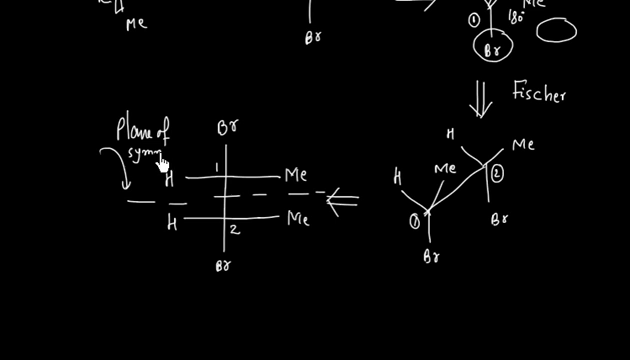 Me
Br
Me
① 180°
Br
Fischer
Plane of
symm
Br
H 1 Me
H Me
2
Br
H Me
H Me ②
① Br
Br